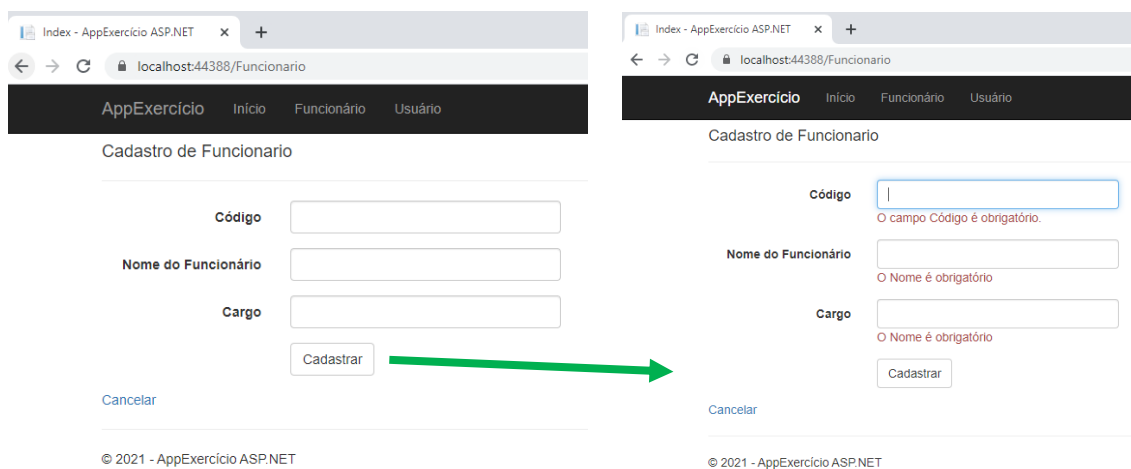 Index - AppExercício ASP.NET
localhost:44388/Funcionario
AppExercício Início Funcionário Usuário
Cadastro de Funcionario
Código
Nome do Funcionário
Cargo
Cadastrar
Cancelar
© 2021 - AppExercício ASP.NET
Index - AppExercício ASP.NET
localhost:44388/Funcionario
AppExercício Início Funcionário Usuário
Cadastro de Funcionario
Código
O campo Código é obrigatório.
Nome do Funcionário
O Nome é obrigatório
Cargo
O Nome é obrigatório
Cadastrar
Cancelar
© 2021 - AppExercício ASP.NET